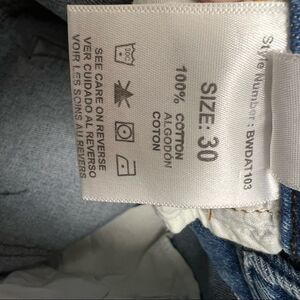 Style Number: BWDAT103
SIZE: 30
100% COTTON
ALGODÓN
COTON
SEE CARE ON REVERSE
VER CUIDADO AL REVERSO
VOIR LES SOINS AU REVERS